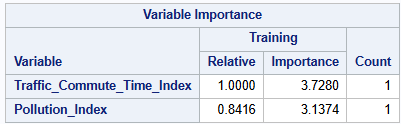 Variable Importance
Training
Variable Relative Importance Count
Traffic_Commute_Time_Index 1.0000 3.7280 1
Pollution_Index 0.8416 3.1374 1